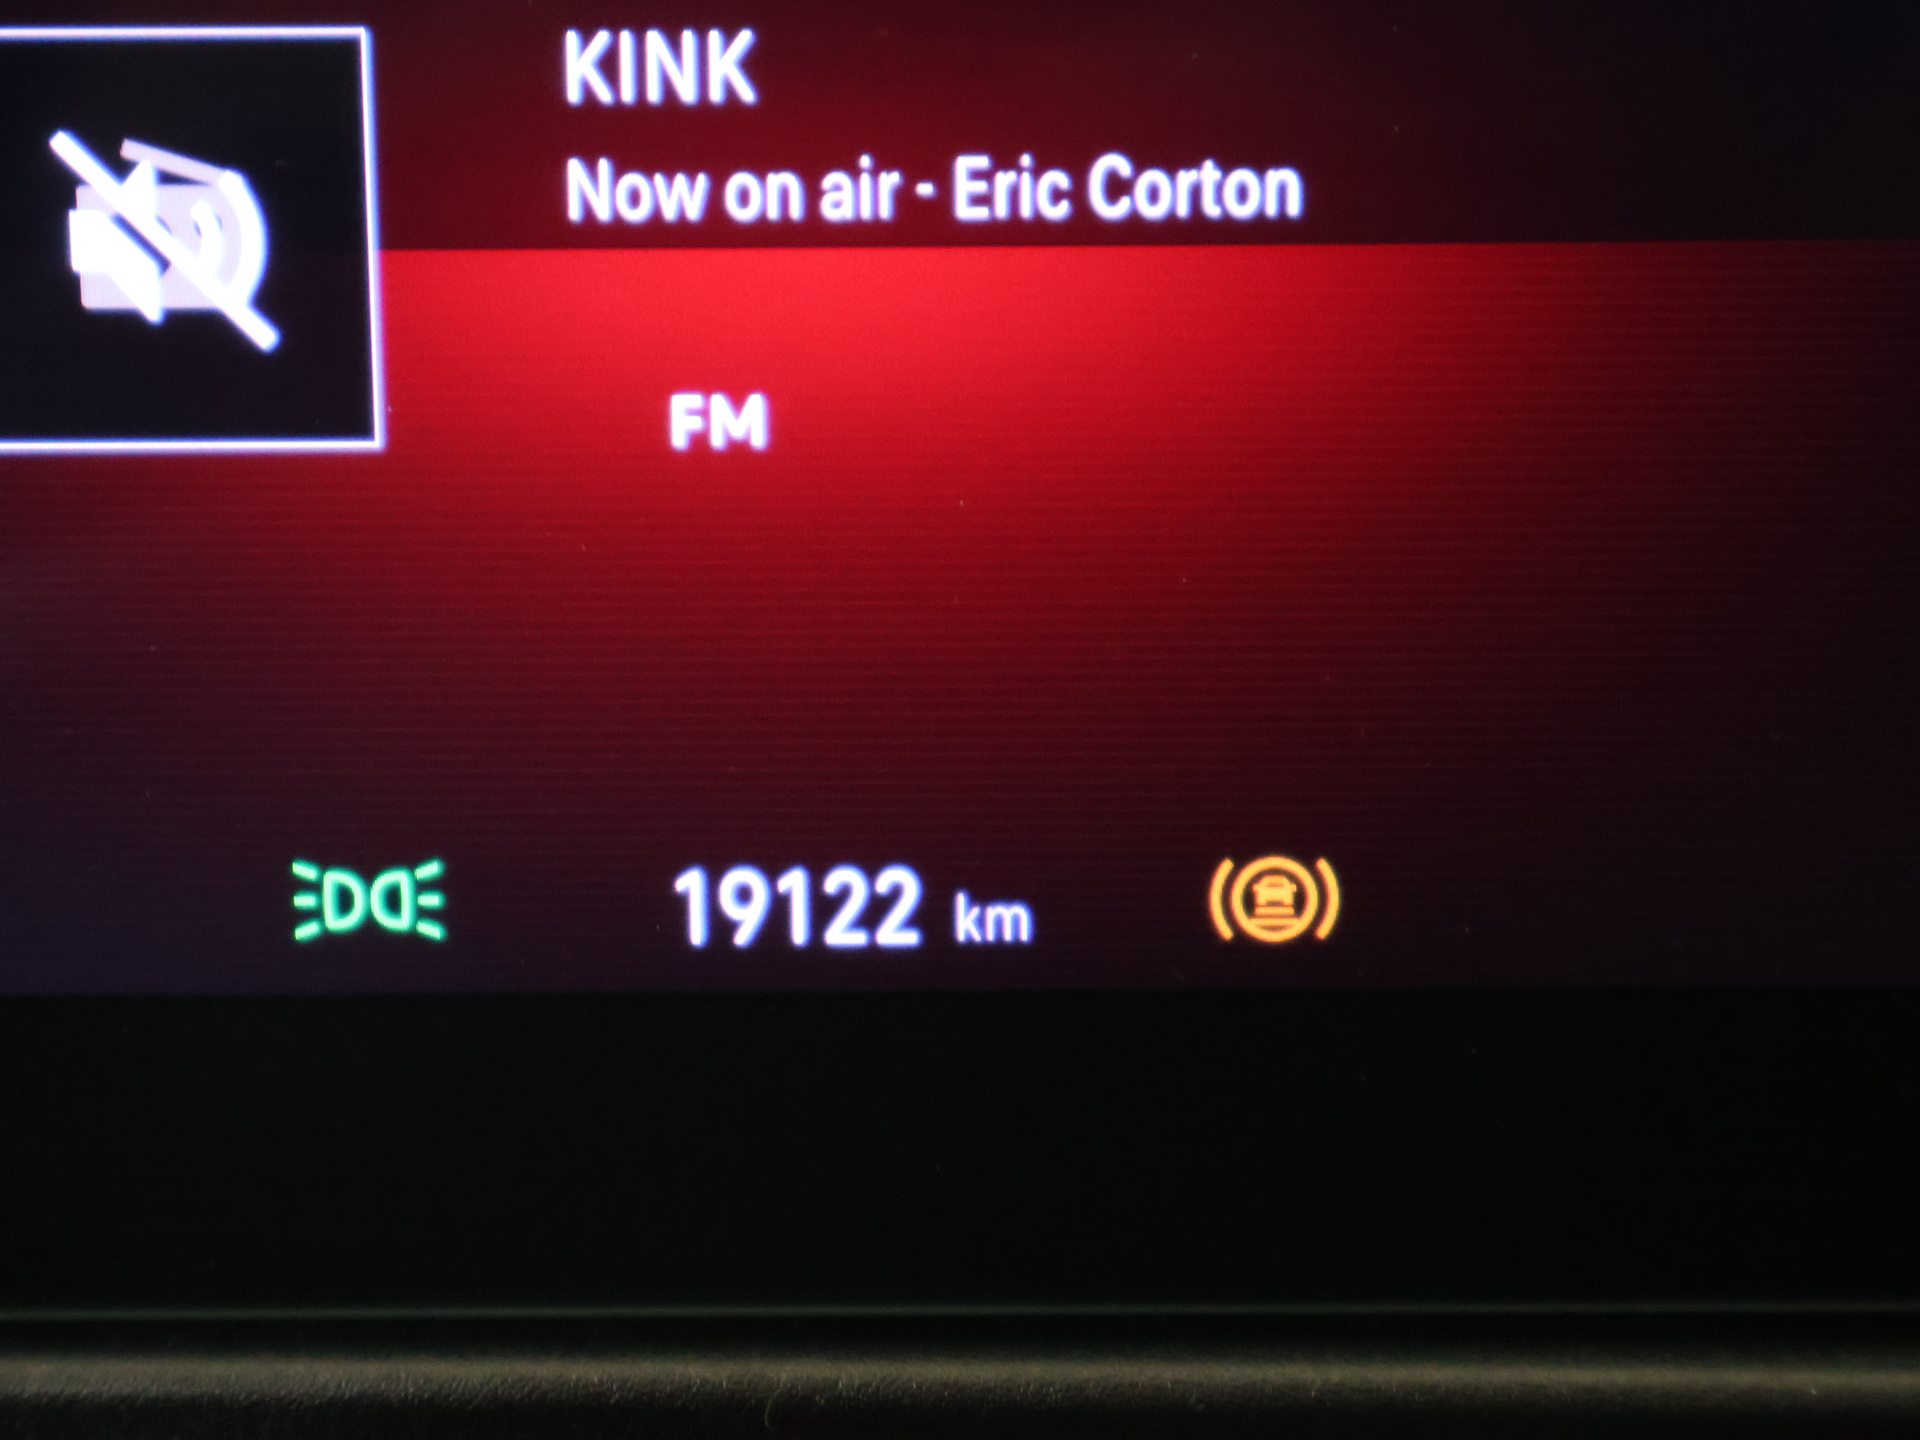 KINK
Now on air - Eric Corton
FM
19122 km